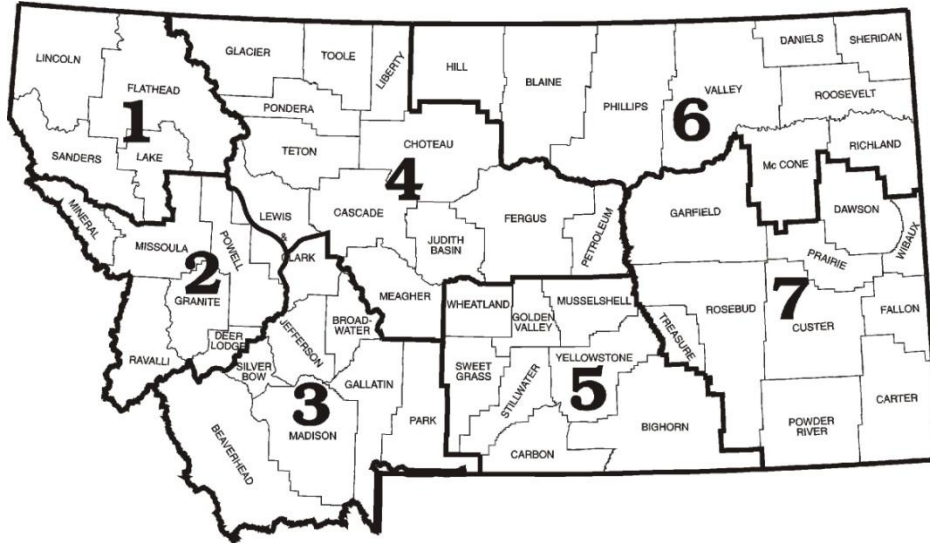 LINCOLN
FLATHEAD
1
SANDERS
LAKE
GLACIER
TOOLE
LIBERTY
PONDERA
TETON
CHOTEAU
4
LEWIS
&
CLARK
CASCADE
JUDITH
BASIN
FERGUS
PETROLEUM
MEAGHER
HILL
BLAINE
PHILLIPS
VALLEY
6
DANIELS
SHERIDAN
ROOSEVELT
Mc CONE
RICHLAND
MINERAL
MISSOULA
POWELL
2
GRANITE
DEER
LODGE
RAVALLI
SILVER
BOW
JEFFERSON
BROAD-
WATER
GALLATIN
3
MADISON
PARK
BEAVERHEAD
WHEATLAND
GOLDEN
VALLEY
MUSSELSHELL
SWEET
GRASS
STILLWATER
YELLOWSTONE
5
CARBON
BIGHORN
GARFIELD
DAWSON
WIBAUX
PRAIRIE
7
ROSEBUD
TREASURE
CUSTER
FALLON
POWDER
RIVER
CARTER